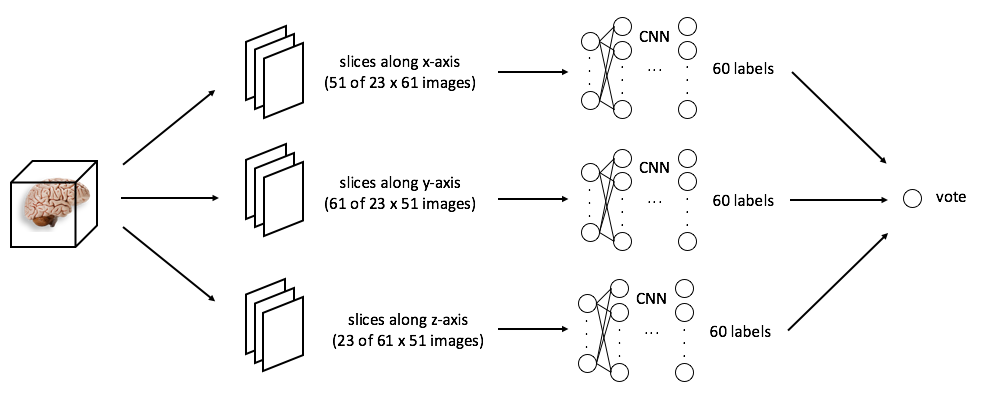 slices along x-axis
(51 of 23 x 61 images)
CNN
...
60 labels
slices along y-axis
(61 of 23 x 51 images)
CNN
...
60 labels
vote
slices along z-axis
(23 of 61 x 51 images)
CNN
...
60 labels